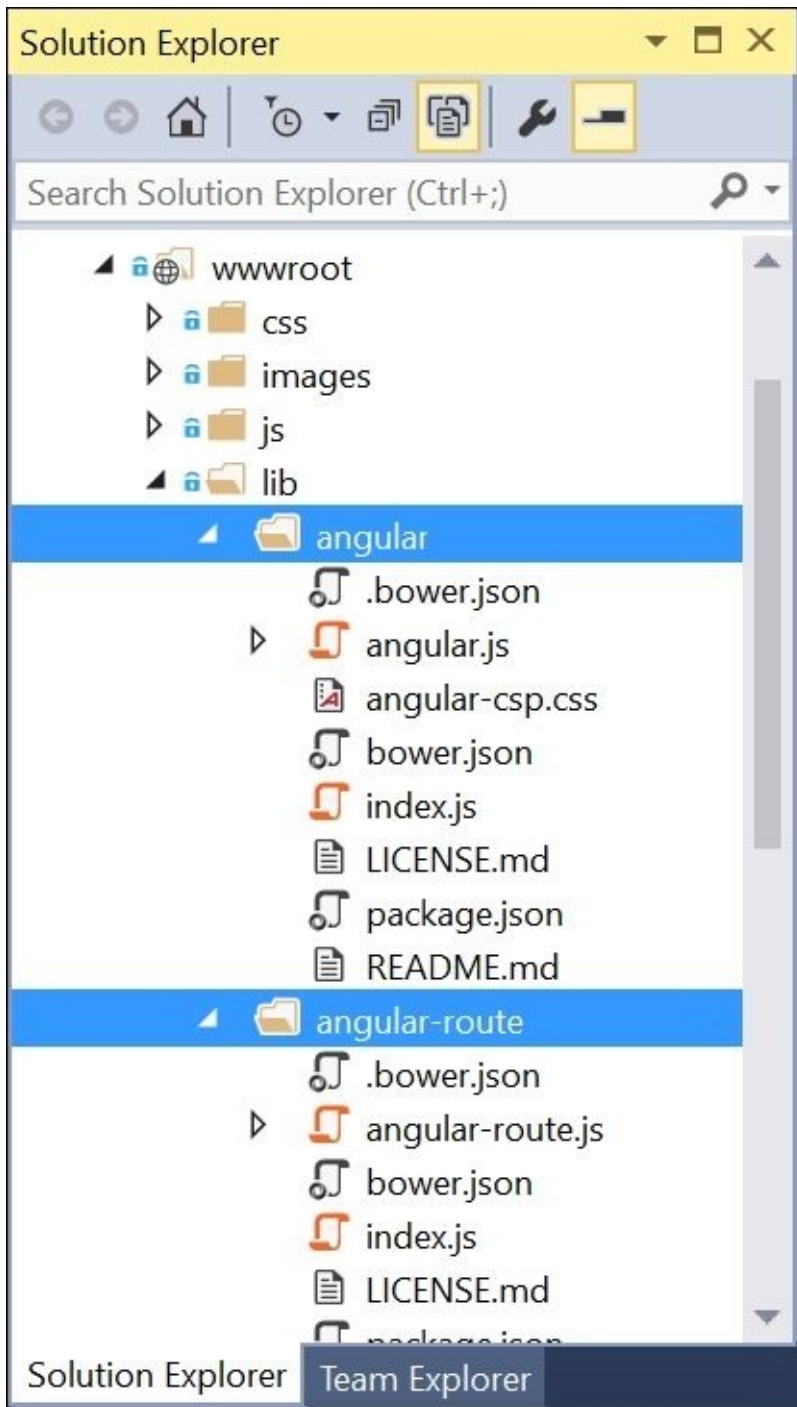 Solution Explorer
Search Solution Explorer (Ctrl+;)
wwwroot
css
images
js
lib
angular
.bower.json
angular.js
angular-csp.css
bower.json
index.js
LICENSE.md
package.json
README.md
angular-route
.bower.json
angular-route.js
bower.json
index.js
LICENSE.md
package.json
Solution Explorer
Team Explorer